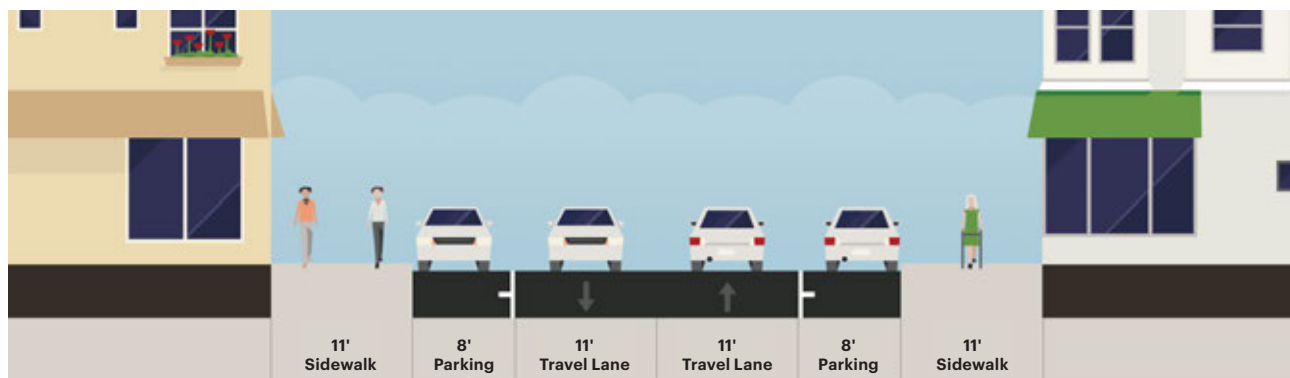 11'
Sidewalk
8'
Parking
11'
Travel Lane
11'
Travel Lane
8'
Parking
11'
Sidewalk